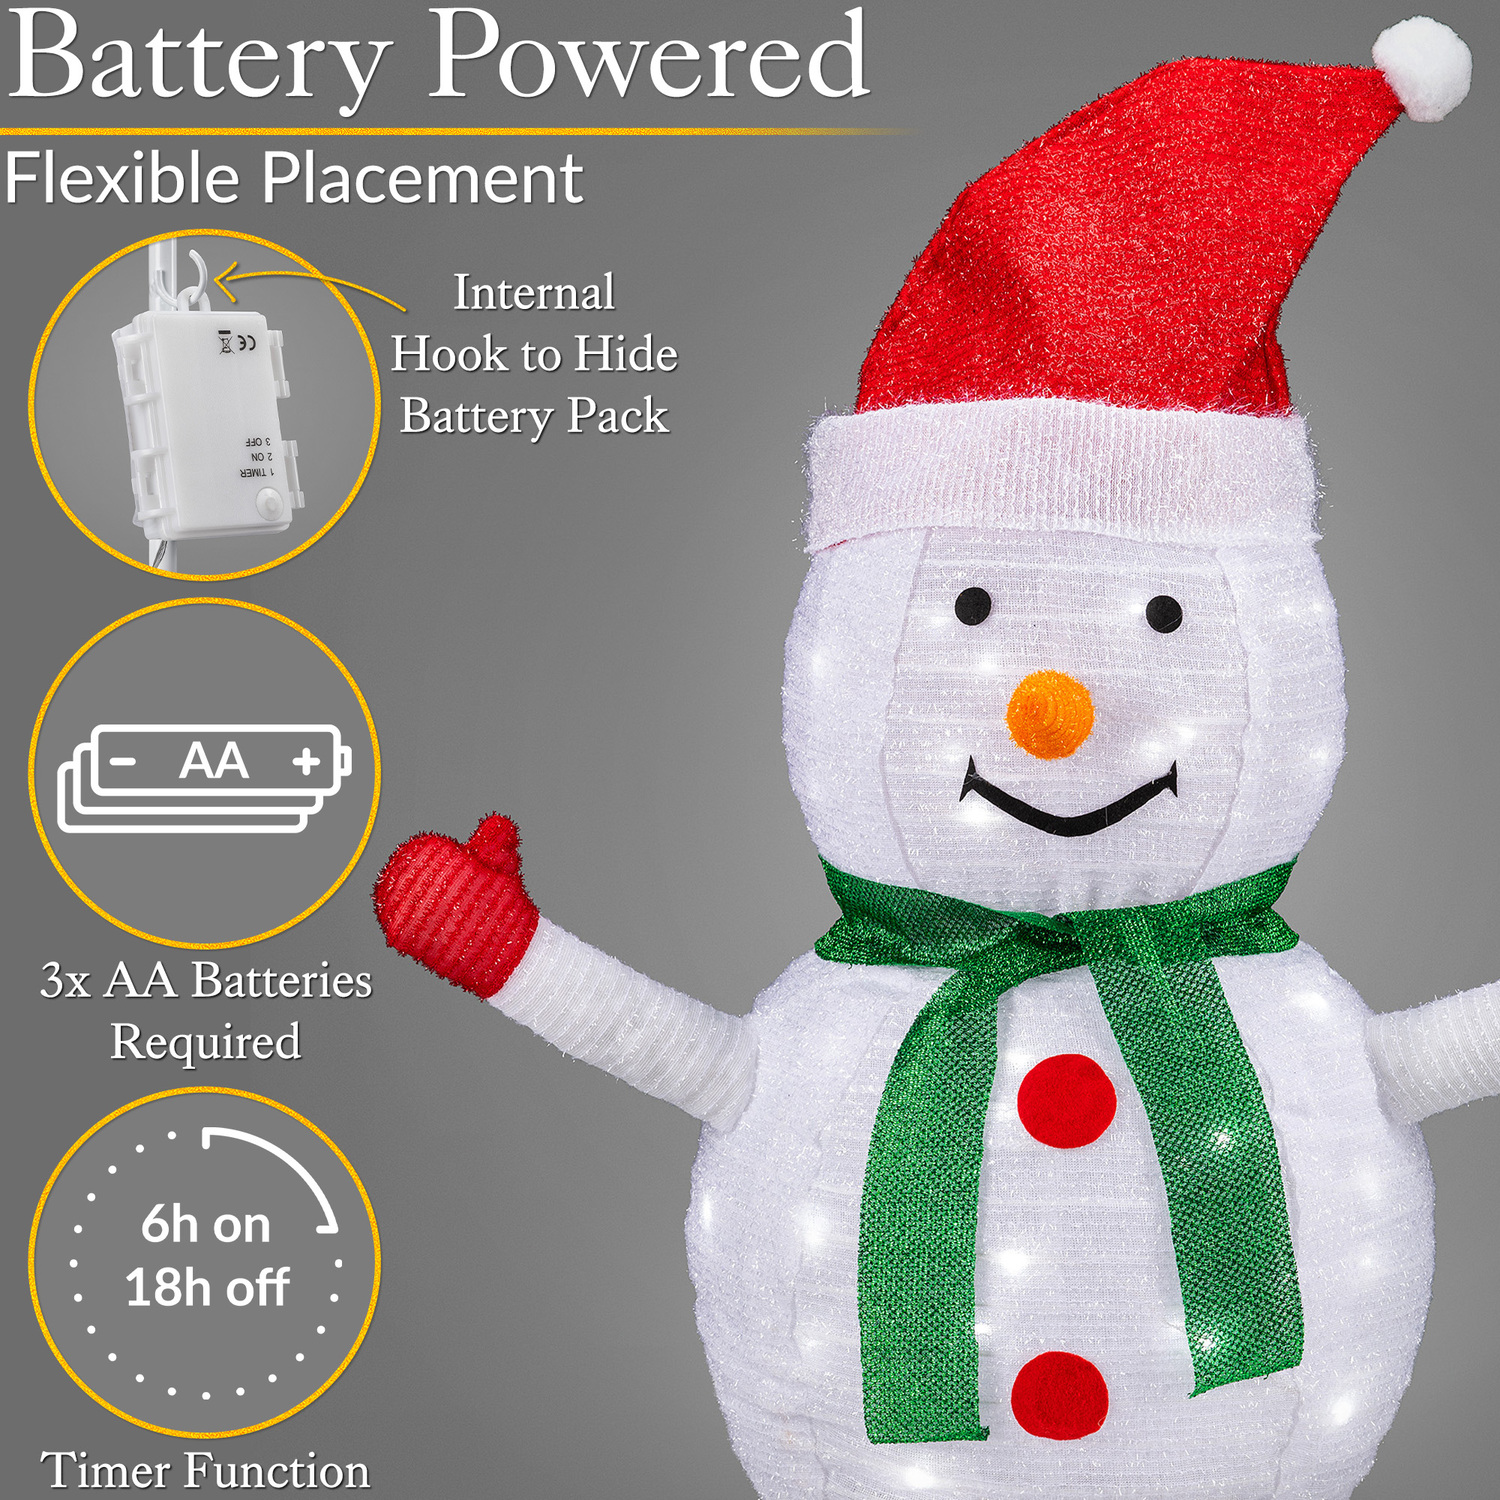 Battery Powered
Flexible Placement
Internal
Hook to Hide
Battery Pack
CE
3 OFF
2 ON
1 TIMER
- AA +
3x AA Batteries
Required
6h on
18h off
Timer Function